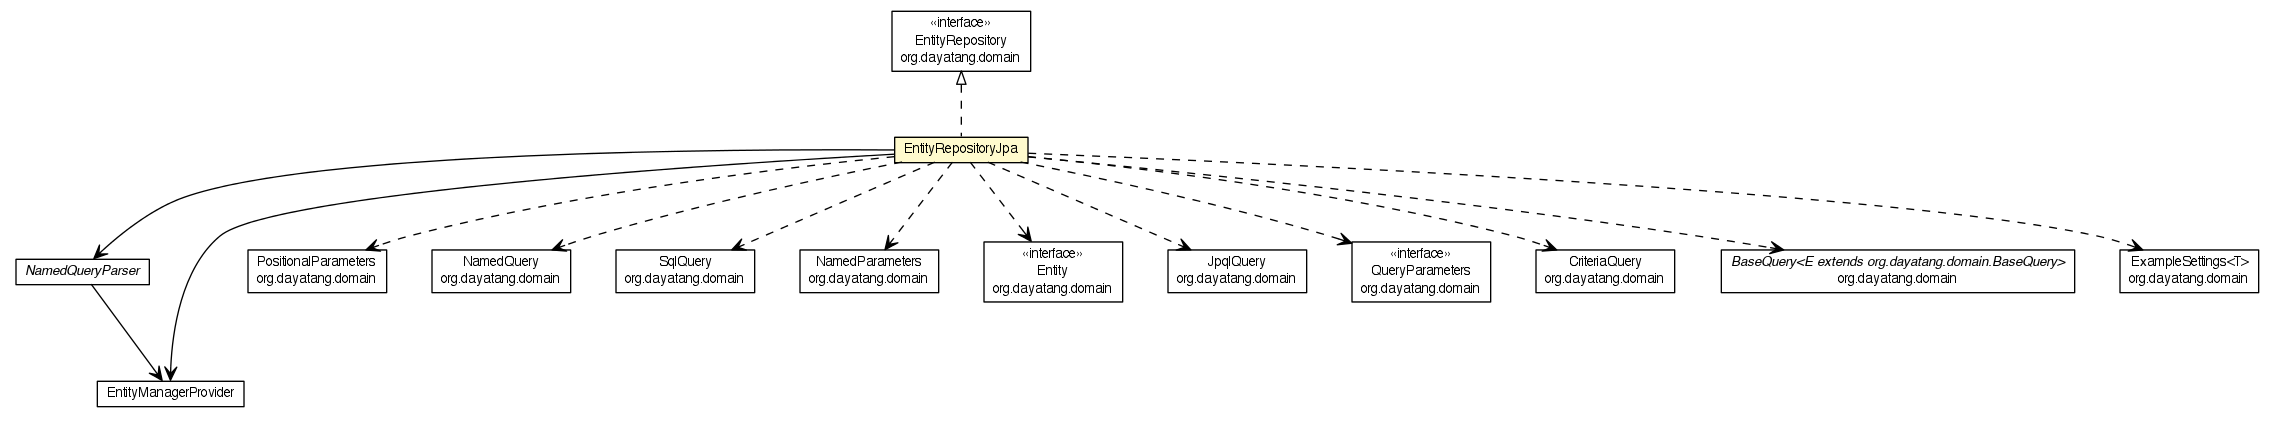 «interface»
EntityRepository
org.dayatang.domain
EntityRepositoryJpa
NamedQueryParser
PositionalParameters
org.dayatang.domain
NamedQuery
org.dayatang.domain
SqlQuery
org.dayatang.domain
NamedParameters
org.dayatang.domain
«interface»
Entity
org.dayatang.domain
JpqlQuery
org.dayatang.domain
«interface»
QueryParameters
org.dayatang.domain
CriteriaQuery
org.dayatang.domain
BaseQuery<E extends org.dayatang.domain.BaseQuery>
org.dayatang.domain
ExampleSettings<T>
org.dayatang.domain
EntityManagerProvider